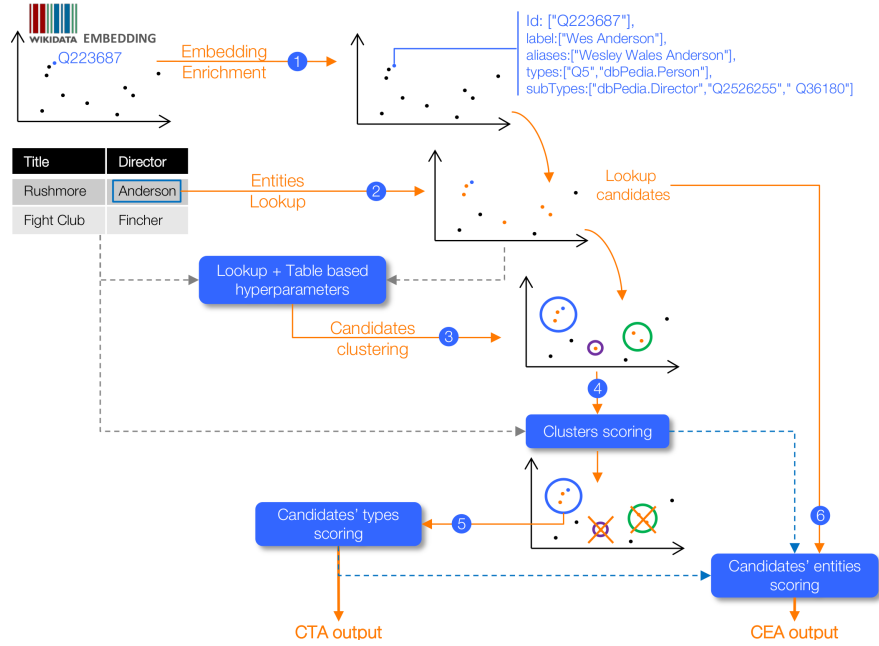 WIKIDATA EMBEDDING
Q223687
Embedding
Enrichment
1
Id: ["Q223687"],
label:["Wes Anderson"],
aliases:["Wesley Wales Anderson"],
types:["Q5","dbPedia.Person"],
subTypes:["dbPedia.Director","Q2526255"," Q36180"]
Title Director
Rushmore Anderson
Fight Club Fincher
Entities
Lookup
2
Lookup
candidates
Lookup + Table based
hyperparameters
Candidates
clustering
3
4
Clusters scoring
Candidates' types
scoring
5
6
Candidates' entities
scoring
CTA output
CEA output